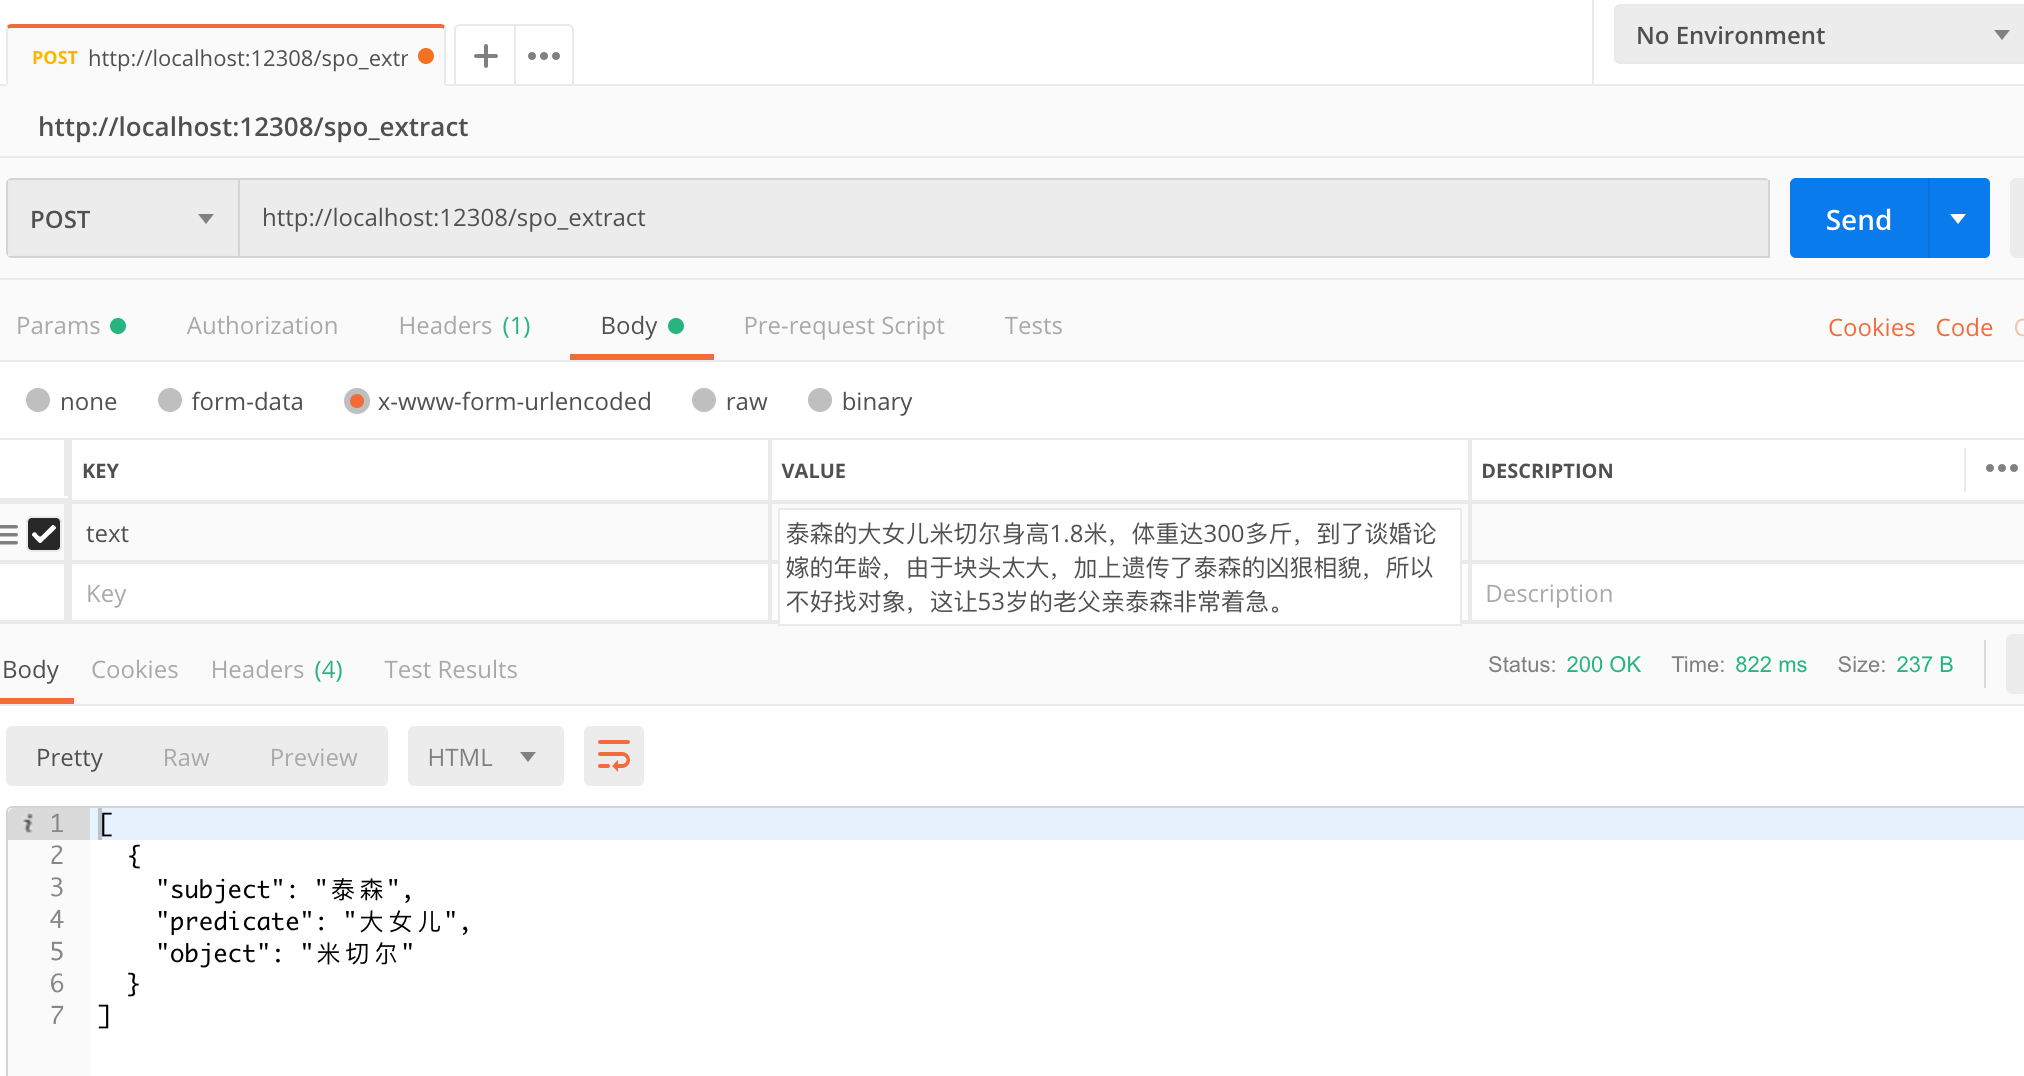 POST http://localhost:12308/spo_extr
No Environment
http://localhost:12308/spo_extract
POST http://localhost:12308/spo_extract Send
Params Authorization Headers (1) Body Pre-request Script Tests Cookies Code
none form-data x-www-form-urlencoded raw binary
KEY VALUE DESCRIPTION
text 泰森的大女儿米切尔身高1.8米，体重达300多斤，到了谈婚论
嫁的年龄，由于块头太大，加上遗传了泰森的凶狠相貌，所以
不好找对象，这让53岁的老父亲泰森非常着急。
Key Description
Body Cookies Headers (4) Test Results Status: 200 OK Time: 822 ms Size: 237 B
Pretty Raw Preview HTML
i 1 [
2 {
3 "subject": "泰森",
4 "predicate": "大女儿",
5 "object": "米切尔"
6 }
7 ]